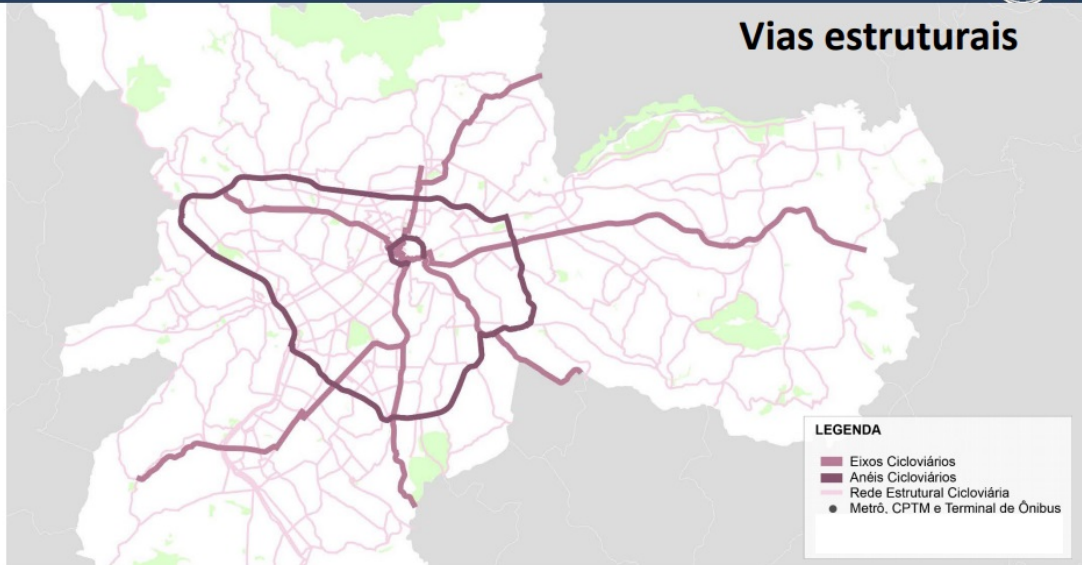 Vias estruturais
LEGENDA
Eixos Cicloviários
Anéis Cicloviários
Rede Estrutural Cicloviária
Metrô, CPTM e Terminal de Ônibus